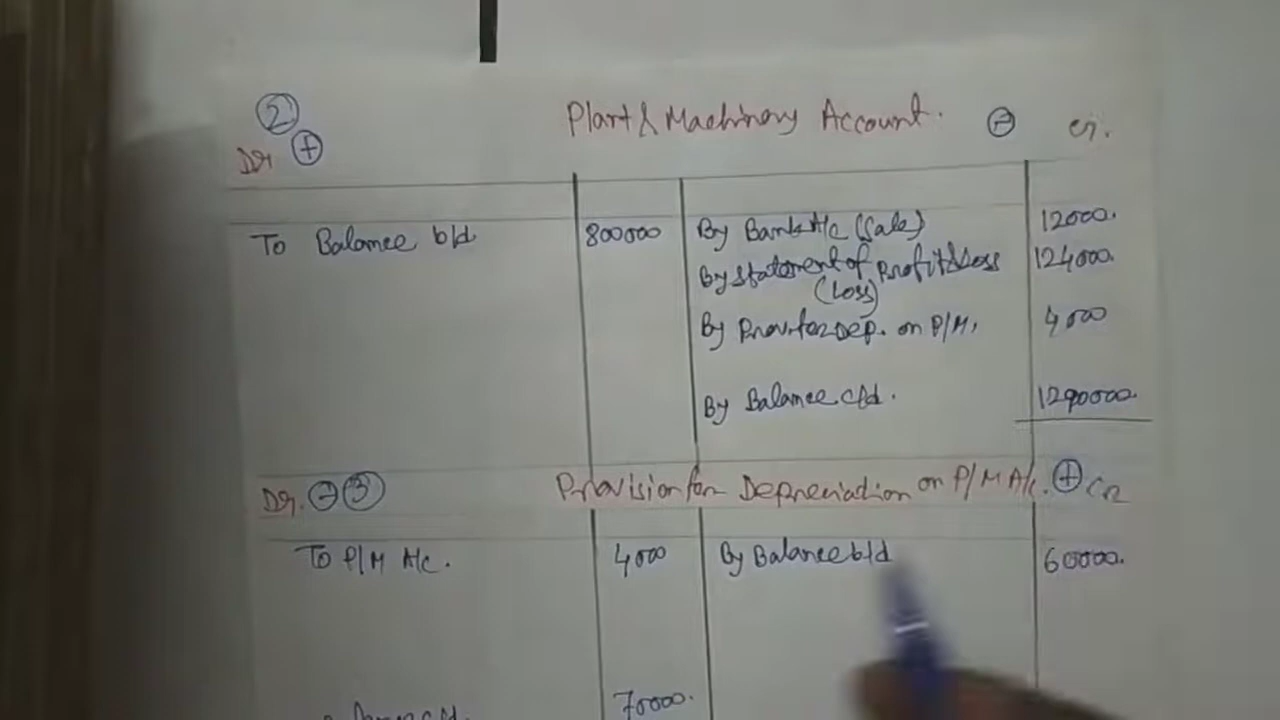 2
Plant & Machinery Account.
Dr. + - Cr.
To Balance b/d 800000 By Bank A/c (Sale) 12000.
By Statement of Profit & Loss 124000.
(Loss)
By Prov. for Dep. on P/M. 4000
By Balance c/d. 1290000.
Dr. - 3 Provision for Depreciation on P/M A/c. + Cr
To P/M A/c. 4000 By Balance b/d 60000.
70000.